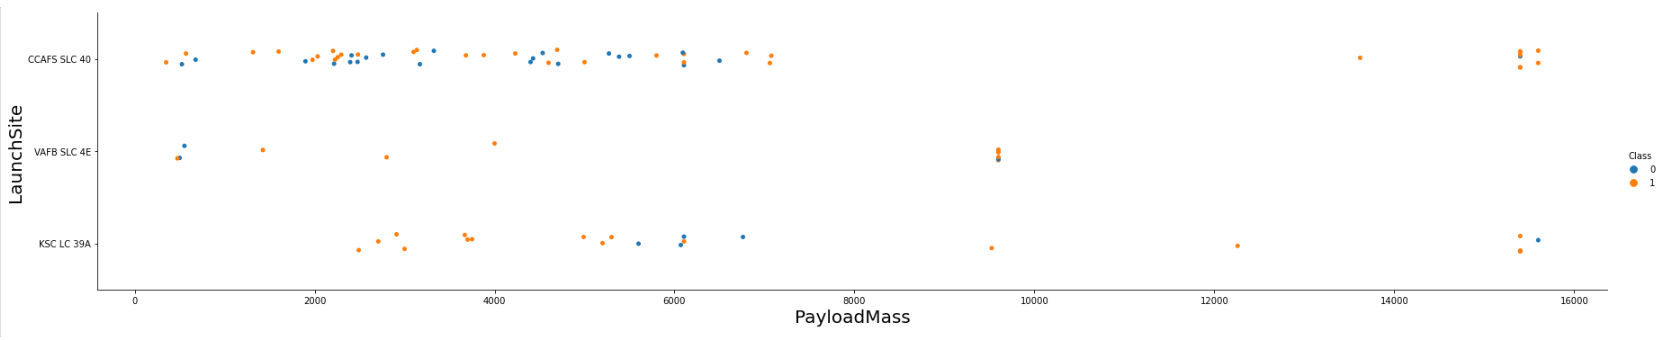 LaunchSite
CCAFS SLC 40
VAFB SLC 4E
KSC LC 39A
0 2000 4000 6000 8000 10000 12000 14000 16000
PayloadMass
Class
0
1